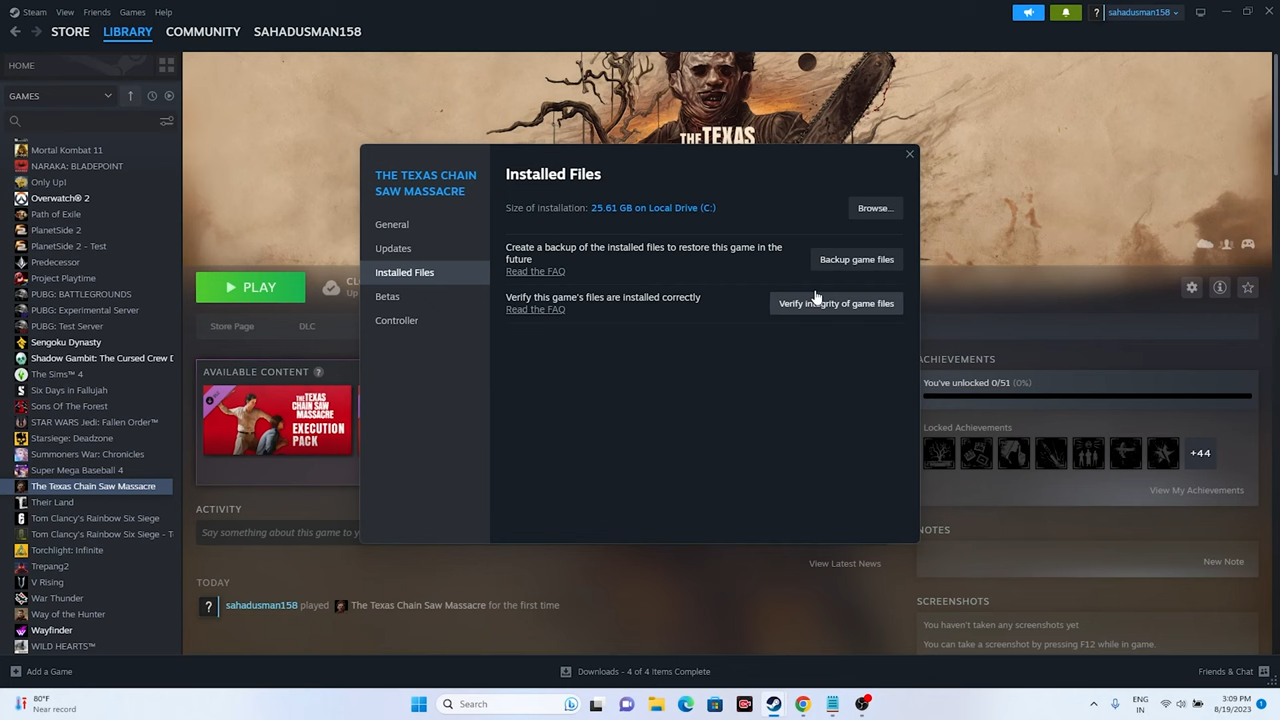 Steam View Friends Games Help
? sahadusman158
STORE LIBRARY COMMUNITY SAHADUSMAN158
HOME
GAMES
Mortal Kombat 11
NARAKA: BLADEPOINT
Only Up!
Overwatch® 2
Path of Exile
PlanetSide 2
PlanetSide 2 - Test
Predecessor
Project Playtime
PUBG: BATTLEGROUNDS
PUBG: Experimental Server
PUBG: Test Server
Sengoku Dynasty
Shadow Gambit: The Cursed Crew D
The Sims™ 4
Six Days in Fallujah
Sons Of The Forest
STAR WARS Jedi: Fallen Order™
Starsiege: Deadzone
Summoners War: Chronicles
Super Mega Baseball 4
The Texas Chain Saw Massacre
Their Land
Tom Clancy's Rainbow Six Siege
Tom Clancy's Rainbow Six Siege - T
Torchlight: Infinite
Trepang2
V Rising
War Thunder
Way of the Hunter
Wayfinder
WILD HEARTS™
THE TEXAS
THE TEXAS CHAIN
SAW MASSACRE
General
Updates
Installed Files
Betas
Controller
Installed Files
Size of installation: 25.61 GB on Local Drive (C:)
Browse...
Create a backup of the installed files to restore this game in the
future
Read the FAQ
Backup game files
Verify this game's files are installed correctly
Read the FAQ
Verify integrity of game files
PLAY
CLO
Up
Store Page DLC
AVAILABLE CONTENT ?
THE TEXAS
CHAIN SAW
MASSACRE
EXECUTION
PACK
ACTIVITY
Say something about this game to yo
View Latest News
TODAY
? sahadusman158 played The Texas Chain Saw Massacre for the first time
ACHIEVEMENTS
You've unlocked 0/51 (0%)
Locked Achievements
+44
View My Achievements
NOTES
New Note
SCREENSHOTS
You haven't taken any screenshots yet
You can take a screenshot by pressing F12 while in game.
Add a Game
Downloads - 4 of 4 Items Complete
Friends & Chat
80°F
Near record
Search
ENG
IN
3:09 PM
8/19/2023